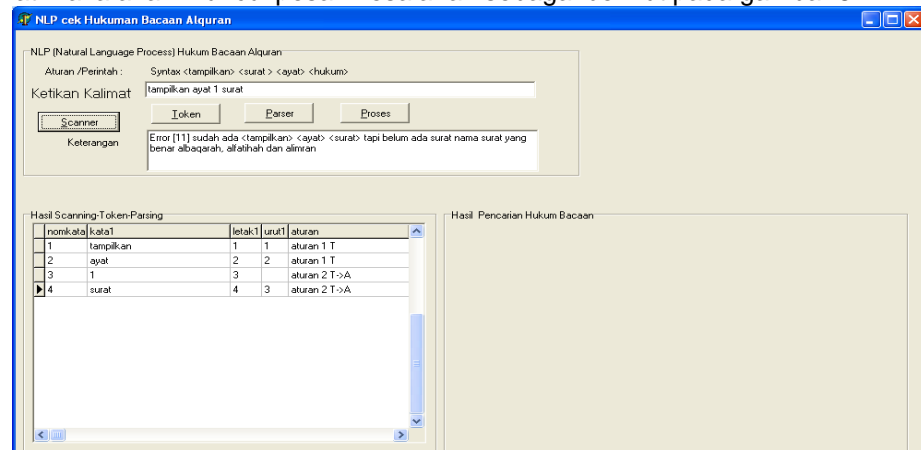 NLP cek Hukuman Bacaan Alquran
NLP (Natural Language Process) Hukum Bacaan Alquran
Aturan /Perintah : Syntax <tampilkan> <surat > <ayat> <hukum>
Ketikan Kalimat tampilkan ayat 1 surat
Scanner Token Parser Proses
Keterangan Error [11] sudah ada <tampilkan> <ayat> <surat> tapi belum ada surat nama surat yang
benar albaqarah, alfatihah dan alimran
Hasil Scanning-Token-Parsing Hasil Pencarian Hukum Bacaan
nomkata kata1 letak1 urut1 aturan
1 tampilkan 1 1 aturan 1 T
2 ayat 2 2 aturan 1 T
3 1 3 aturan 2 T->A
4 surat 4 3 aturan 2 T->A